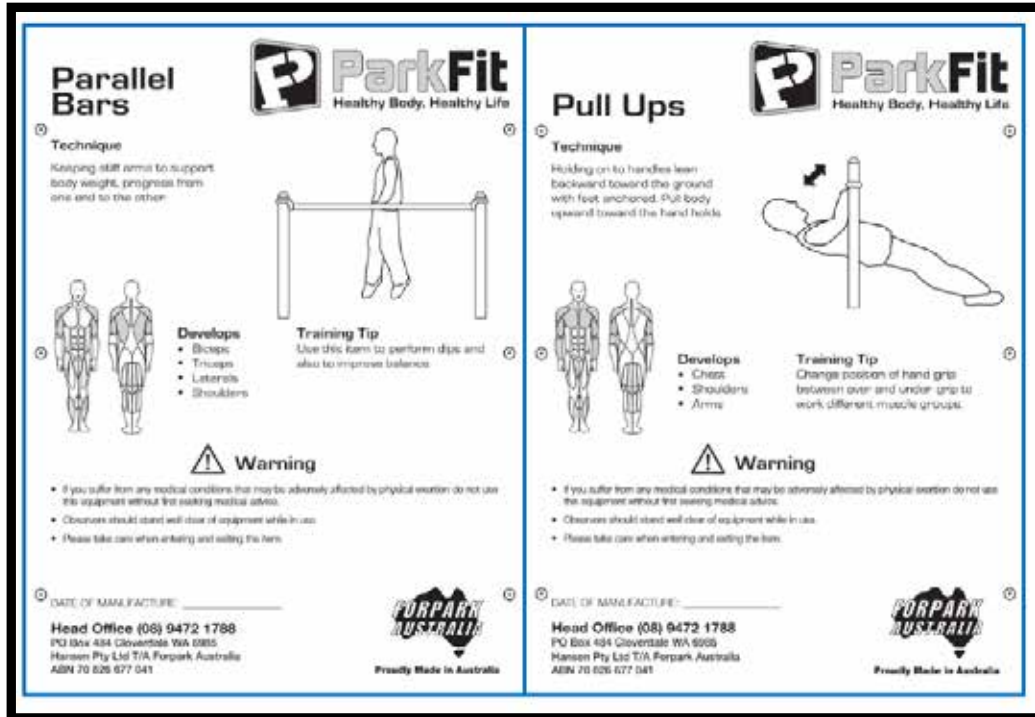 Parallel
Bars
ParkFit
Healthy Body, Healthy Life
Technique
Keeping stiff arms to support
body weight, progress from
one end to the other
Develops
• Biceps
• Triceps
• Laterals
• Shoulders
Training Tip
Use this item to perform dips and
also to improve balance
Warning
• If you suffer from any medical conditions that may be adversely affected by physical exertion do not use
this equipment without first seeking medical advice.
• Observers should stand well clear of equipment while in use.
• Please take care when entering and exiting the item.
DATE OF MANUFACTURE:
Head Office (08) 9472 1788
PO Box 484 Cloverdale WA 6985
Hansen Pty Ltd T/A Forpark Australia
ABN 70 826 677 041
FORPARK
AUSTRALIA
Proudly Made in Australia
Pull Ups
ParkFit
Healthy Body, Healthy Life
Technique
Holding on to handles lean
backward toward the ground
with feet anchored. Pull body
upward toward the hand holds
Develops
• Chest
• Shoulders
• Arms
Training Tip
Change position of hand grip
between over and under grip to
work different muscle groups.
Warning
• If you suffer from any medical conditions that may be adversely affected by physical exertion do not use
this equipment without first seeking medical advice.
• Observers should stand well clear of equipment while in use.
• Please take care when entering and exiting the item.
DATE OF MANUFACTURE:
Head Office (08) 9472 1788
PO Box 484 Cloverdale WA 6985
Hansen Pty Ltd T/A Forpark Australia
ABN 70 826 677 041
FORPARK
AUSTRALIA
Proudly Made in Australia